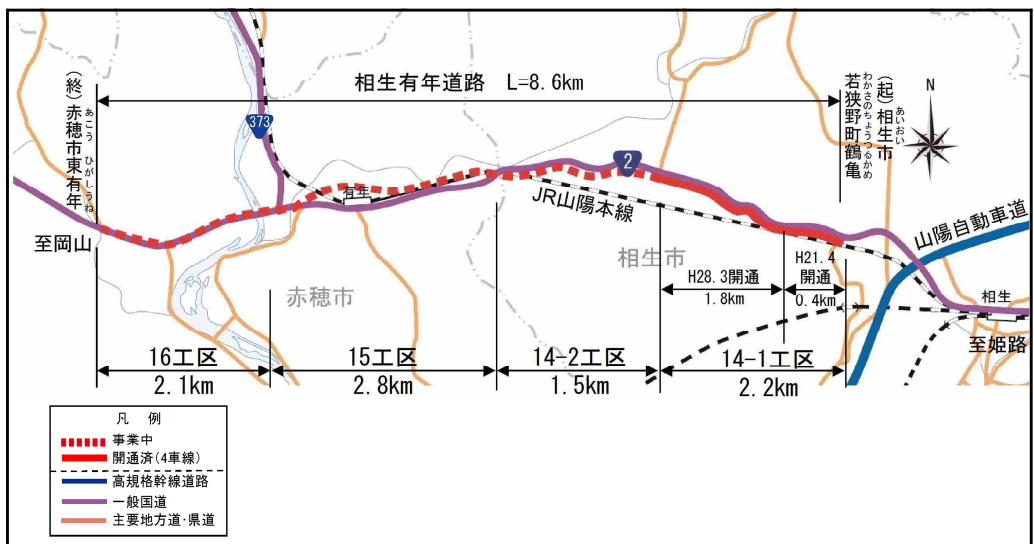 相生有年道路 L=8.6km
(終)赤穂市東有年
あこう ひがしうね
(起)相生市
あいおい
若狭野町鶴亀
わかさのちょうつるかめ
N
373
2
有年
JR山陽本線
山陽自動車道
至岡山
相生市
赤穂市
相生
至姫路
H28.3開通
1.8km
H21.4
開通
0.4km
16工区
2.1km
15工区
2.8km
14-2工区
1.5km
14-1工区
2.2km
凡 例
事業中
開通済(4車線)
高規格幹線道路
一般国道
主要地方道・県道